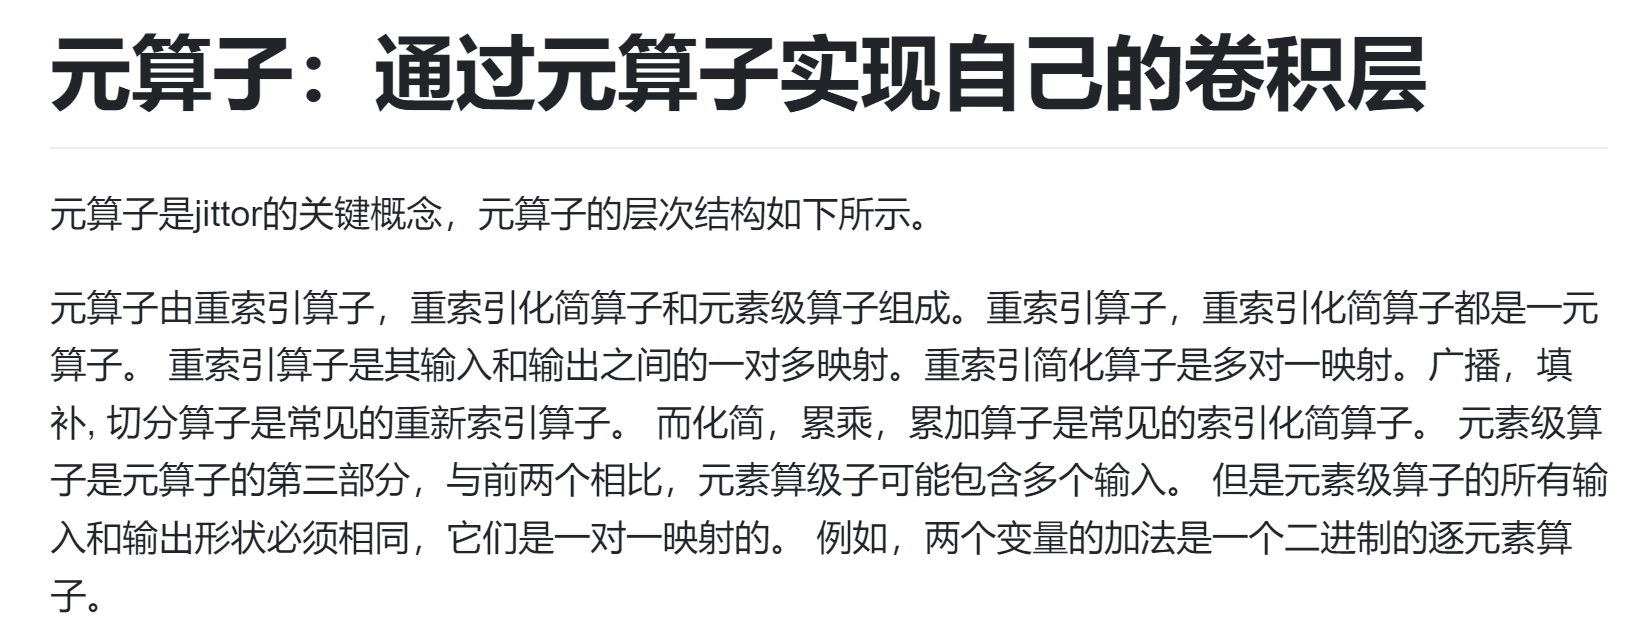 元算子：通过元算子实现自己的卷积层
元算子是jittor的关键概念，元算子的层次结构如下所示。
元算子由重索引算子，重索引化简算子和元素级算子组成。重索引算子，重索引化简算子都是一元
算子。 重索引算子是其输入和输出之间的一对多映射。重索引简化算子是多对一映射。广播，填
补, 切分算子是常见的重新索引算子。 而化简，累乘，累加算子是常见的索引化简算子。 元素级算
子是元算子的第三部分，与前两个相比，元素算级子可能包含多个输入。 但是元素级算子的所有输
入和输出形状必须相同，它们是一对一映射的。 例如，两个变量的加法是一个二进制的逐元素算
子。